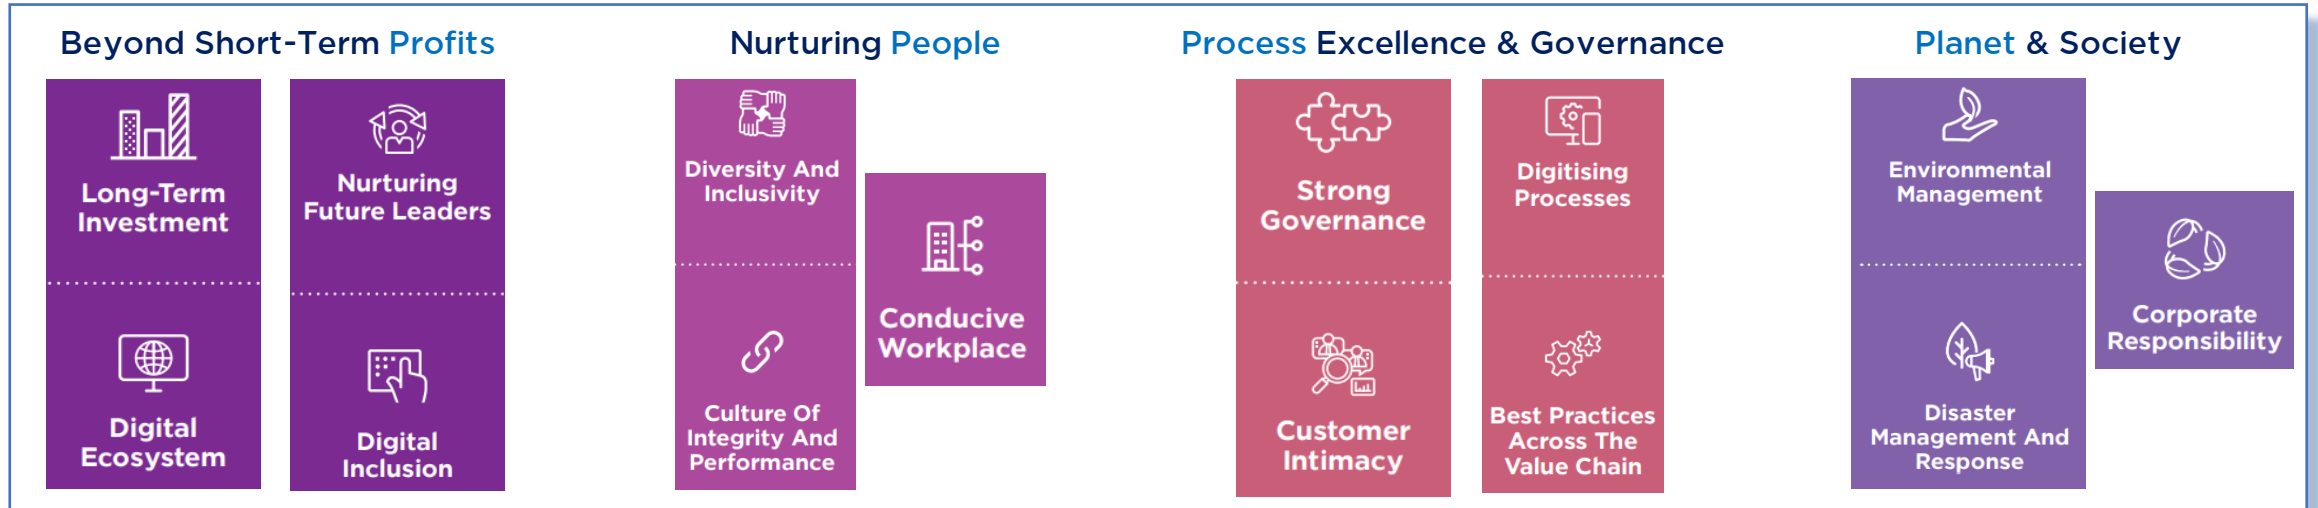 Beyond Short-Term Profits
Long-Term
Investment
Nurturing
Future Leaders
Digital
Ecosystem
Digital
Inclusion
Nurturing People
Diversity And
Inclusivity
Culture Of
Integrity And
Performance
Conducive
Workplace
Process Excellence & Governance
Strong
Governance
Digitising
Processes
Customer
Intimacy
Best Practices
Across The
Value Chain
Planet & Society
Environmental
Management
Disaster
Management And
Response
Corporate
Responsibility